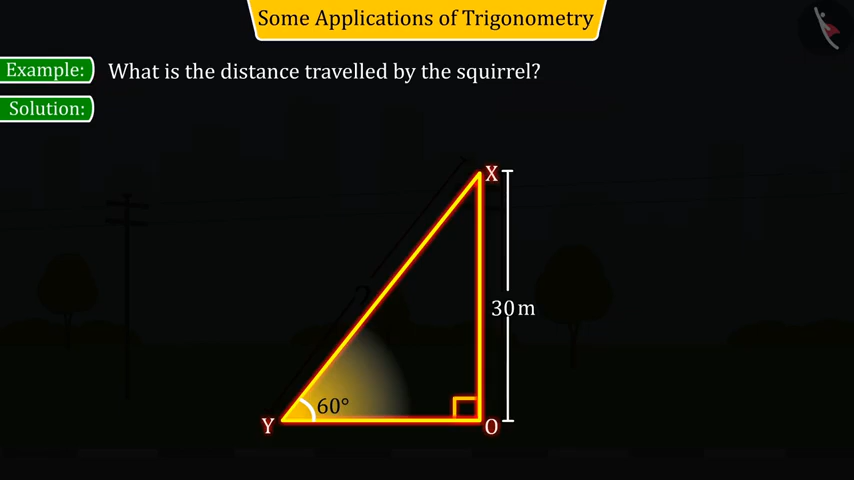 Some Applications of Trigonometry
Example: What is the distance travelled by the squirrel?
Solution:
X
?
30 m
60°
Y
O